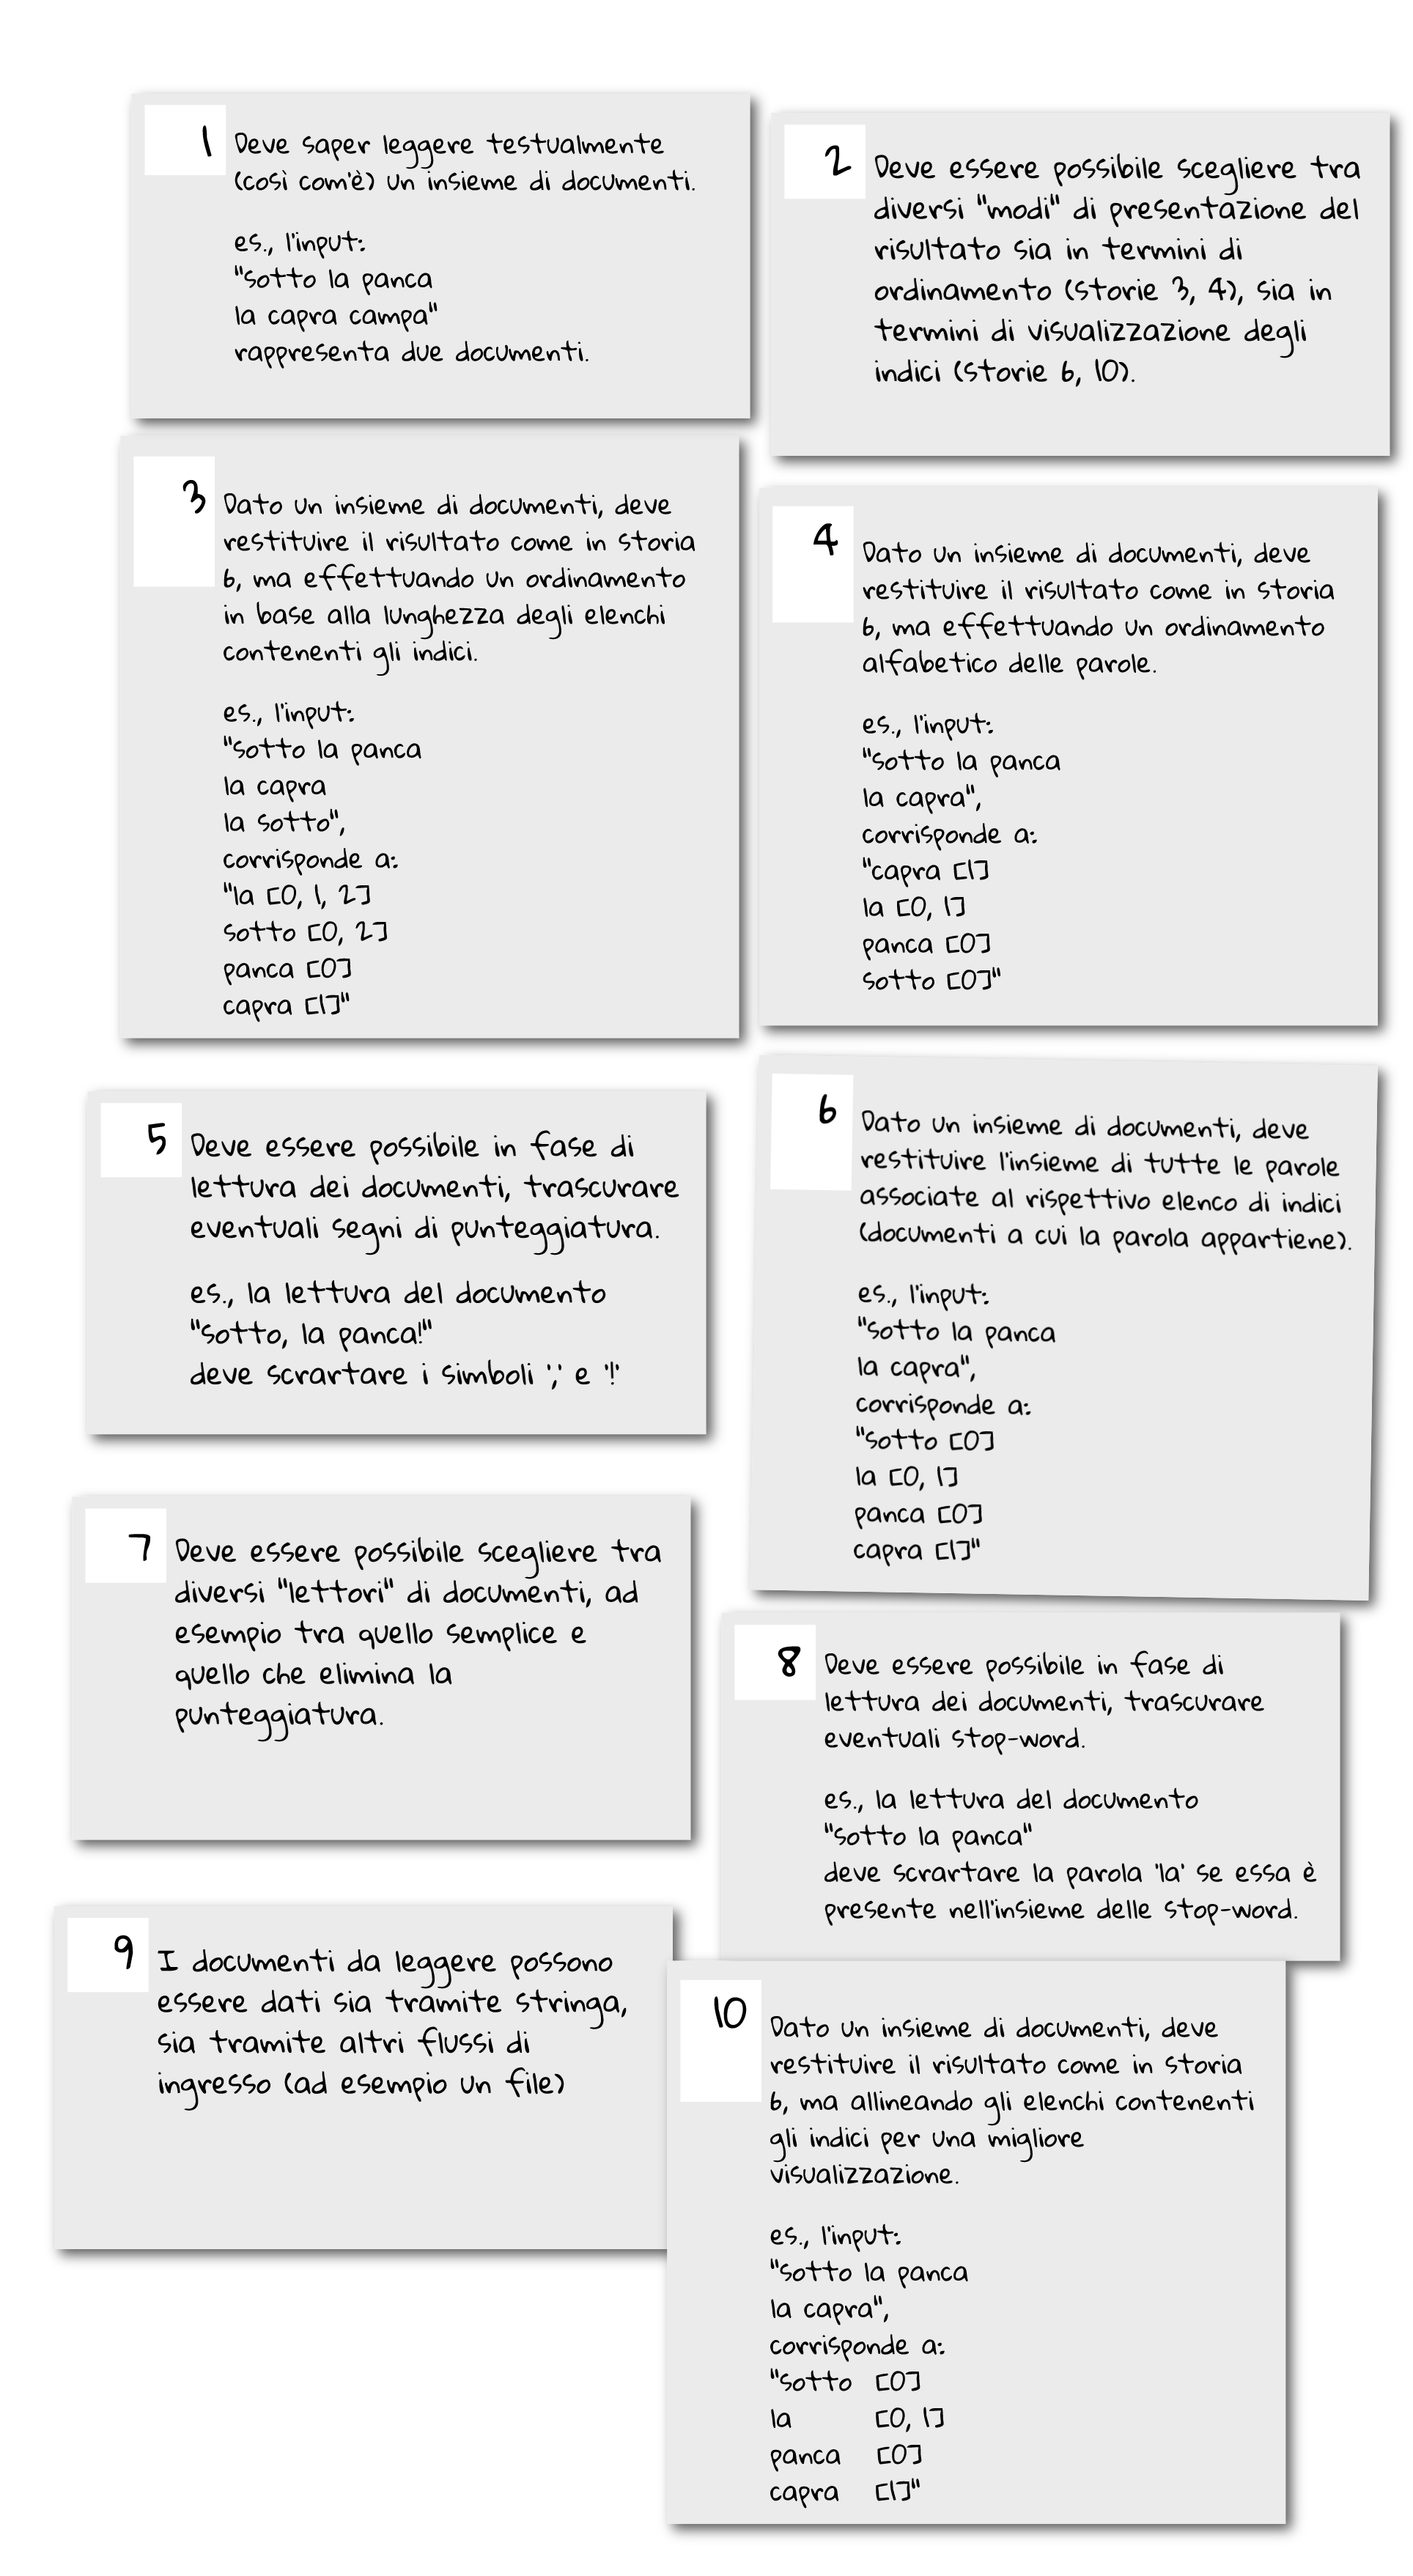 1
Deve saper leggere testualmente
(così com'è) un insieme di documenti.
es., l'input:
"sotto la panca
la capra campa"
rappresenta due documenti.
2
Deve essere possibile scegliere tra
diversi "modi" di presentazione del
risultato sia in termini di
ordinamento (storie 3, 4), sia in
termini di visualizzazione degli
indici (storie 6, 10).
3
Dato un insieme di documenti, deve
restituire il risultato come in storia
6, ma effettuando un ordinamento
in base alla lunghezza degli elenchi
contenenti gli indici.
es., l'input:
"sotto la panca
la capra
la sotto",
corrisponde a:
"la [0, 1, 2]
sotto [0, 2]
panca [0]
capra [1]"
4
Dato un insieme di documenti, deve
restituire il risultato come in storia
6, ma effettuando un ordinamento
alfabetico delle parole.
es., l'input:
"sotto la panca
la capra",
corrisponde a:
"capra [1]
la [0, 1]
panca [0]
sotto [0]"
5
Deve essere possibile in fase di
lettura dei documenti, trascurare
eventuali segni di punteggiatura.
es., la lettura del documento
"sotto, la panca!"
deve scrartare i simboli ',' e '!'
6
Dato un insieme di documenti, deve
restituire l'insieme di tutte le parole
associate al rispettivo elenco di indici
(documenti a cui la parola appartiene).
es., l'input:
"sotto la panca
la capra",
corrisponde a:
"sotto [0]
la [0, 1]
panca [0]
capra [1]"
7
Deve essere possibile scegliere tra
diversi "lettori" di documenti, ad
esempio tra quello semplice e
quello che elimina la
punteggiatura.
8
Deve essere possibile in fase di
lettura dei documenti, trascurare
eventuali stop-word.
es., la lettura del documento
"sotto la panca"
deve scrartare la parola 'la' se essa è
presente nell'insieme delle stop-word.
9
I documenti da leggere possono
essere dati sia tramite stringa,
sia tramite altri flussi di
ingresso (ad esempio un file)
10
Dato un insieme di documenti, deve
restituire il risultato come in storia
6, ma allineando gli elenchi contenenti
gli indici per una migliore
visualizzazione.
es., l'input:
"sotto la panca
la capra",
corrisponde a:
"sotto [0]
la [0, 1]
panca [0]
capra [1]"